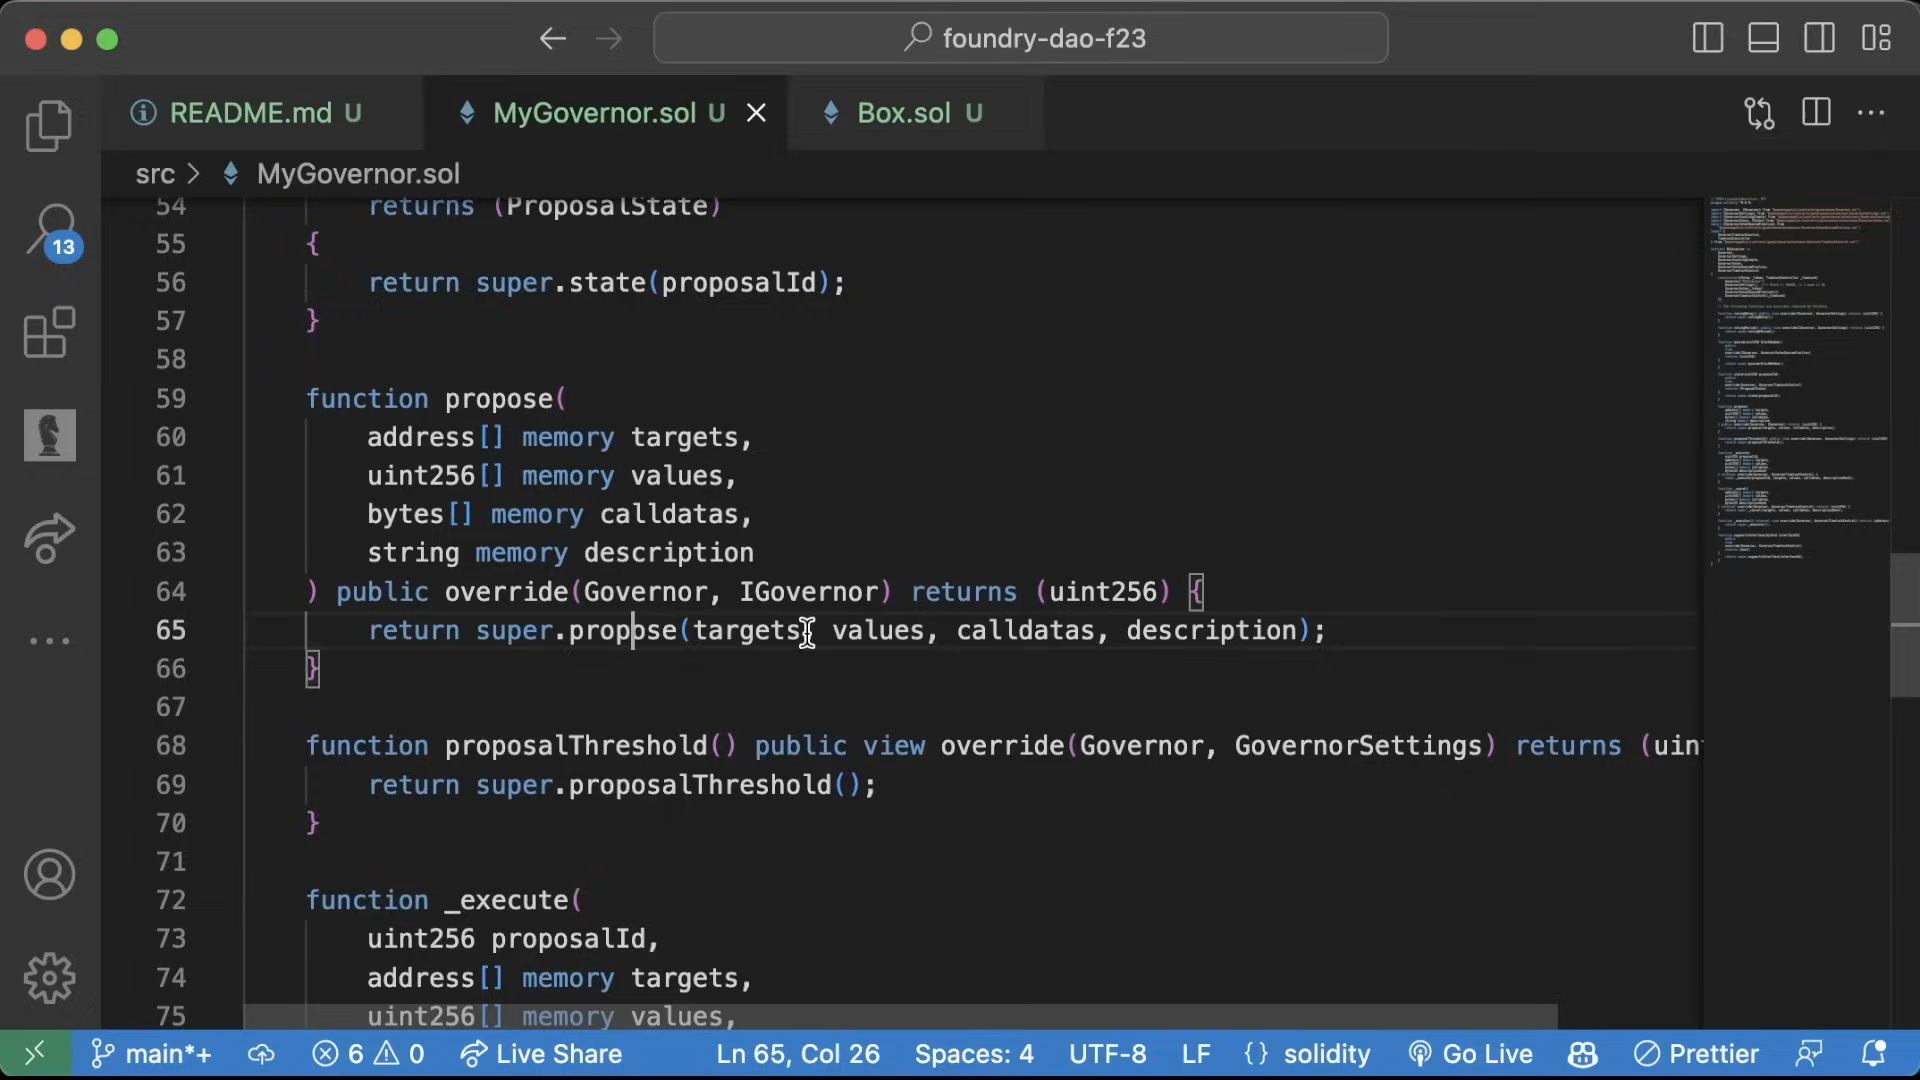 foundry-dao-f23
README.md U
MyGovernor.sol U
Box.sol U
src > MyGovernor.sol
13
54 returns (ProposalState)
55 {
56 return super.state(proposalId);
57 }
58
59 function propose(
60 address[] memory targets,
61 uint256[] memory values,
62 bytes[] memory calldatas,
63 string memory description
64 ) public override(Governor, IGovernor) returns (uint256) {
65 return super.propose(targets, values, calldatas, description);
66 }
67
68 function proposalThreshold() public view override(Governor, GovernorSettings) returns (uin
69 return super.proposalThreshold();
70 }
71
72 function _execute(
73 uint256 proposalId,
74 address[] memory targets,
75 uint256[] memory values,
main*+ 6 0 Live Share Ln 65, Col 26 Spaces: 4 UTF-8 LF {} solidity Go Live Prettier